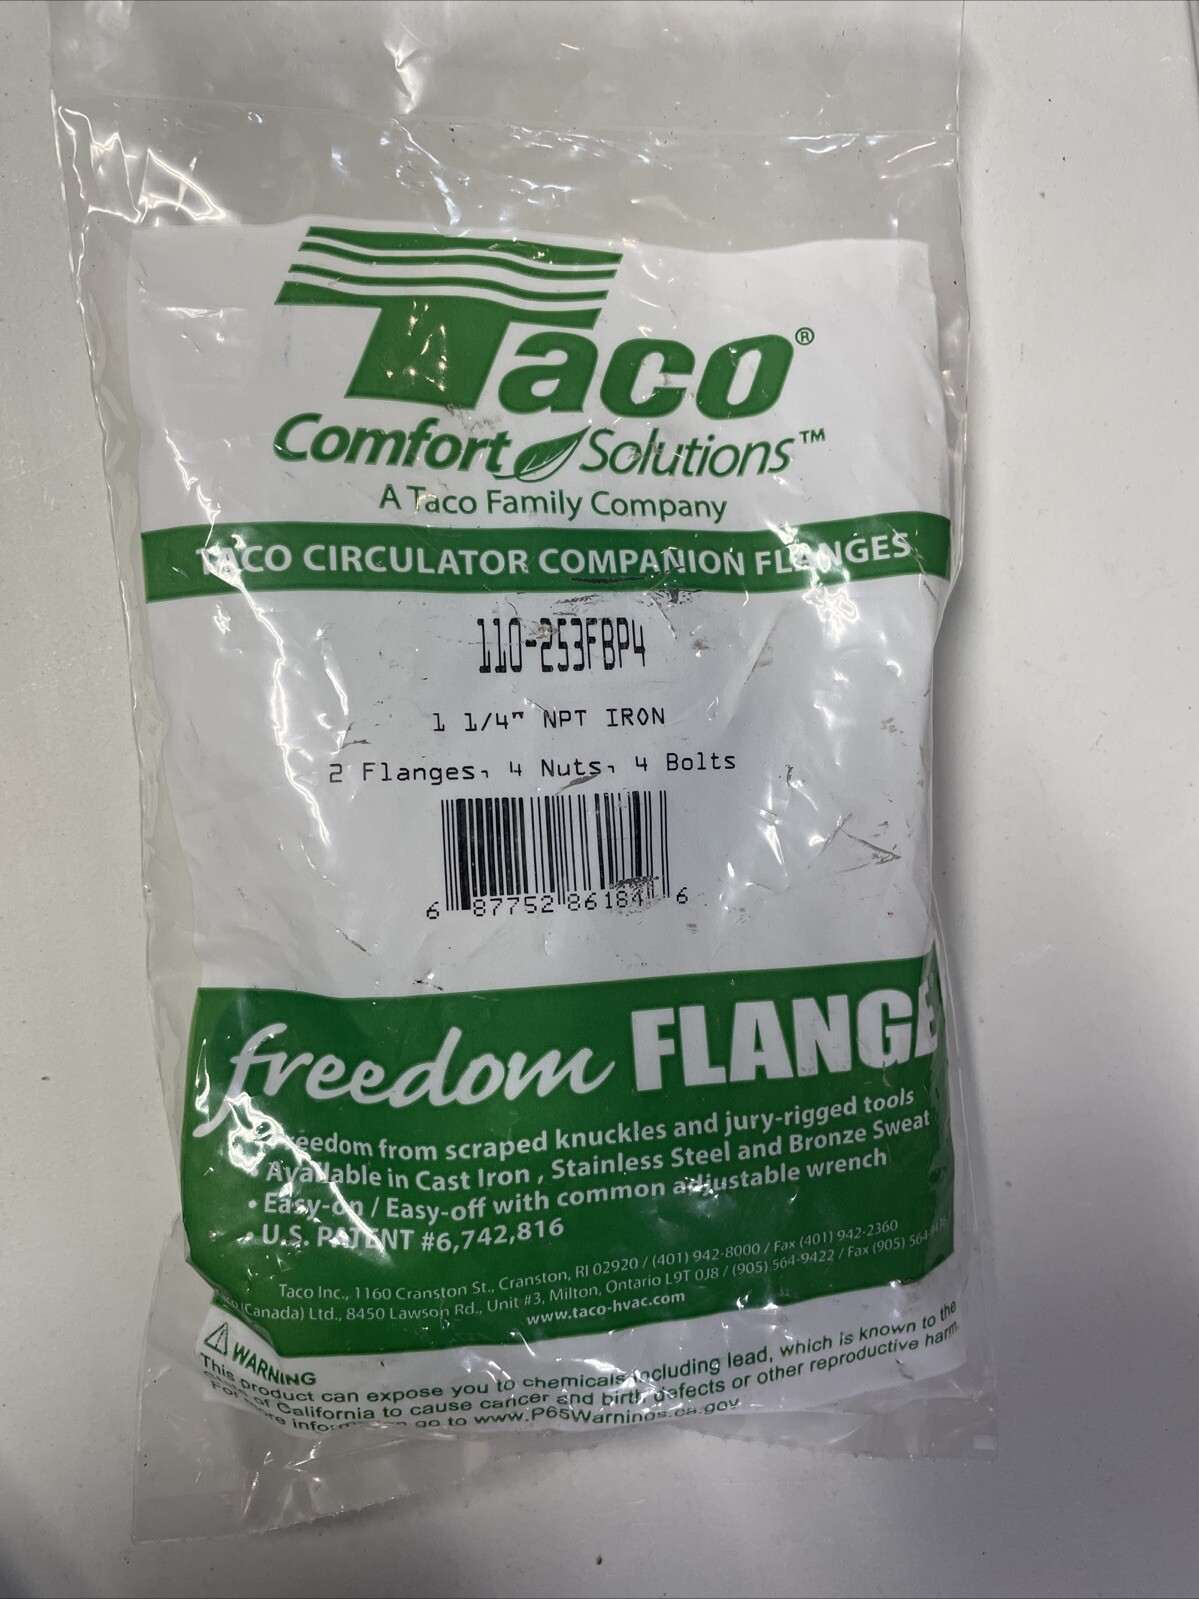 Taco®
Comfort Solutions™
A Taco Family Company
TACO CIRCULATOR COMPANION FLANGES
110-253FBP4
1 1/4" NPT IRON
2 Flanges, 4 Nuts, 4 Bolts
6 87752 86184 6
freedom FLANGE
• Freedom from scraped knuckles and jury-rigged tools
• Available in Cast Iron , Stainless Steel and Bronze Sweat
• Easy-on / Easy-off with common adjustable wrench
• U.S. PATENT #6,742,816
Taco Inc., 1160 Cranston St., Cranston, RI 02920 / (401) 942-8000 / Fax (401) 942-2360
Taco (Canada) Ltd., 8450 Lawson Rd., Unit #3, Milton, Ontario L9T 0J8 / (905) 564-9422 / Fax (905)
www.taco-hvac.com
⚠ WARNING
This product can expose you to chemicals including lead, which is known to the
State of California to cause cancer and birth defects or other reproductive harm.
For more information go to www.P65Warnings.ca.gov